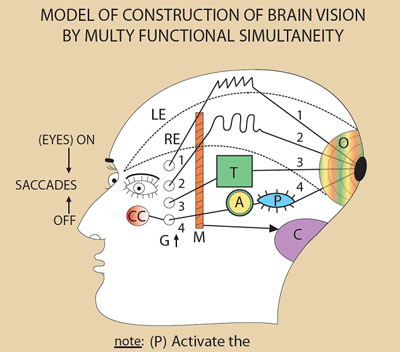 MODEL OF CONSTRUCTION OF BRAIN VISION
BY MULTY FUNCTIONAL SIMULTANEITY
LE
RE
(EYES) ON
SACCADES
OFF
1
2
3
4
1
2
3
4
O
T
A
P
CC
G
M
C
note: (P) Activate the